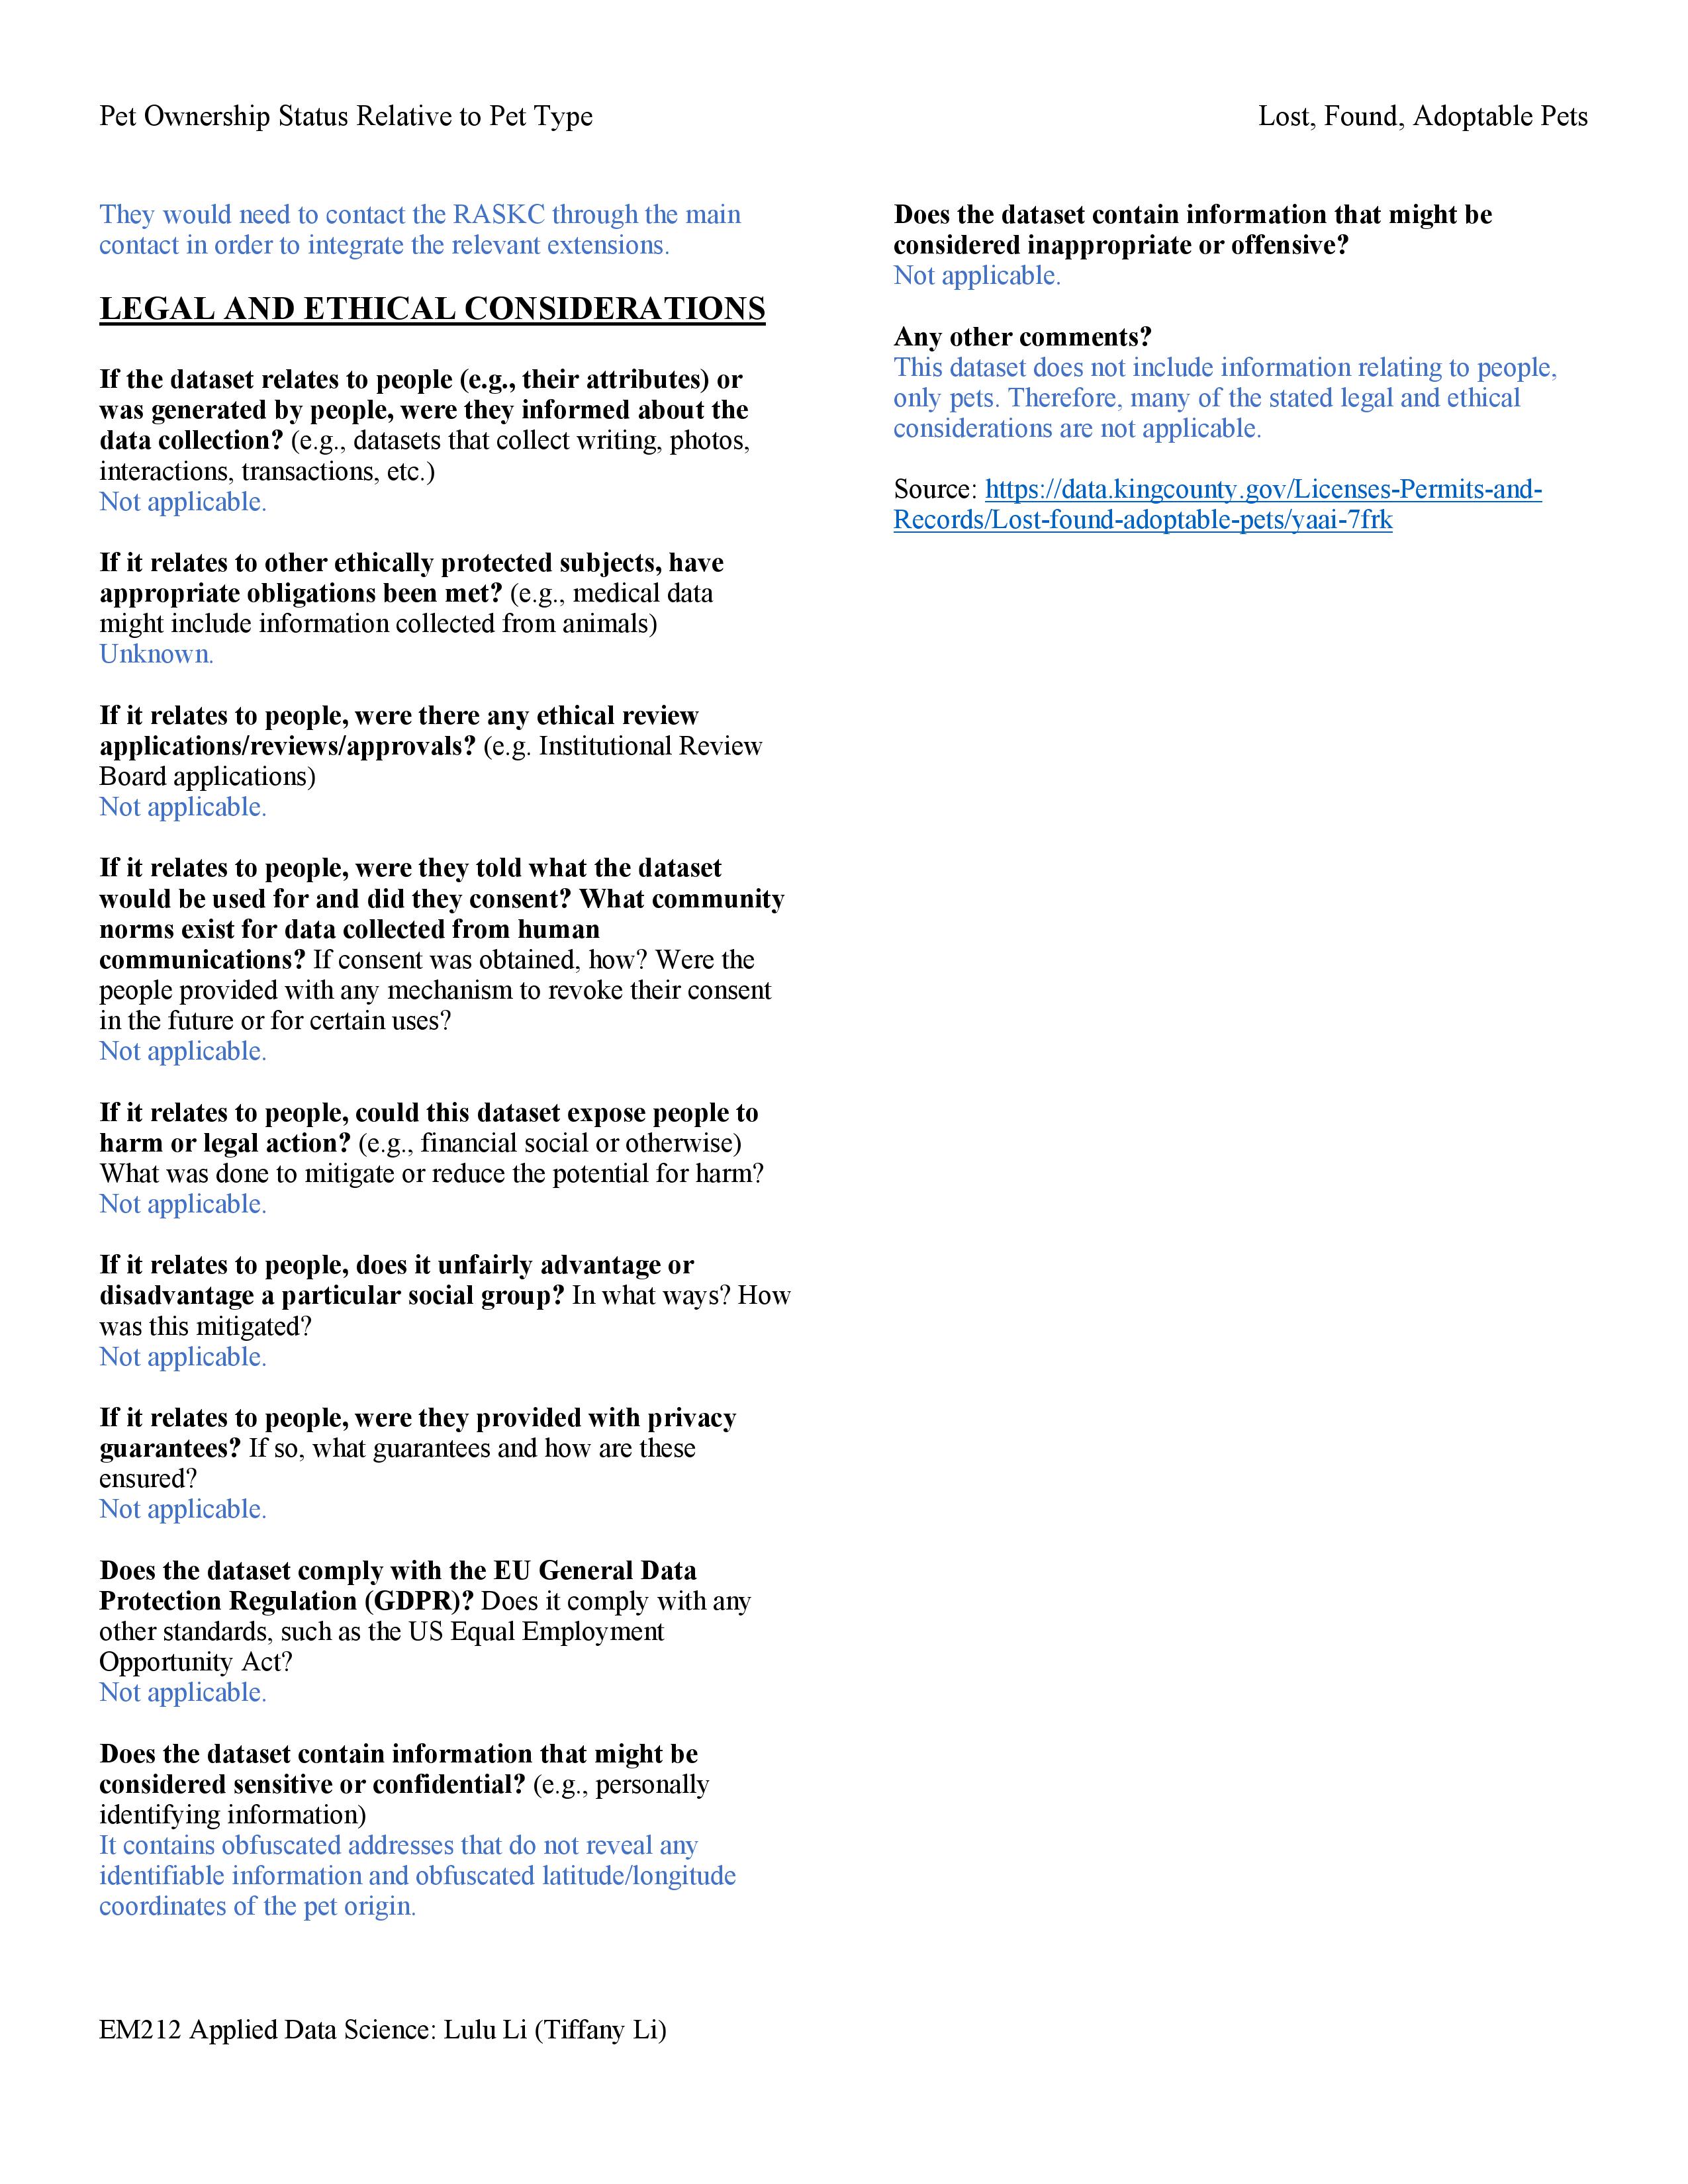 Pet Ownership Status Relative to Pet Type
Lost, Found, Adoptable Pets
They would need to contact the RASKC through the main
contact in order to integrate the relevant extensions.
LEGAL AND ETHICAL CONSIDERATIONS
If the dataset relates to people (e.g., their attributes) or
was generated by people, were they informed about the
data collection? (e.g., datasets that collect writing, photos,
interactions, transactions, etc.)
Not applicable.
If it relates to other ethically protected subjects, have
appropriate obligations been met? (e.g., medical data
might include information collected from animals)
Unknown.
If it relates to people, were there any ethical review
applications/reviews/approvals? (e.g. Institutional Review
Board applications)
Not applicable.
If it relates to people, were they told what the dataset
would be used for and did they consent? What community
norms exist for data collected from human
communications? If consent was obtained, how? Were the
people provided with any mechanism to revoke their consent
in the future or for certain uses?
Not applicable.
If it relates to people, could this dataset expose people to
harm or legal action? (e.g., financial social or otherwise)
What was done to mitigate or reduce the potential for harm?
Not applicable.
If it relates to people, does it unfairly advantage or
disadvantage a particular social group? In what ways? How
was this mitigated?
Not applicable.
If it relates to people, were they provided with privacy
guarantees? If so, what guarantees and how are these
ensured?
Not applicable.
Does the dataset comply with the EU General Data
Protection Regulation (GDPR)? Does it comply with any
other standards, such as the US Equal Employment
Opportunity Act?
Not applicable.
Does the dataset contain information that might be
considered sensitive or confidential? (e.g., personally
identifying information)
It contains obfuscated addresses that do not reveal any
identifiable information and obfuscated latitude/longitude
coordinates of the pet origin.
Does the dataset contain information that might be
considered inappropriate or offensive?
Not applicable.
Any other comments?
This dataset does not include information relating to people,
only pets. Therefore, many of the stated legal and ethical
considerations are not applicable.
Source: https://data.kingcounty.gov/Licenses-Permits-and-
Records/Lost-found-adoptable-pets/yaai-7frk
EM212 Applied Data Science: Lulu Li (Tiffany Li)